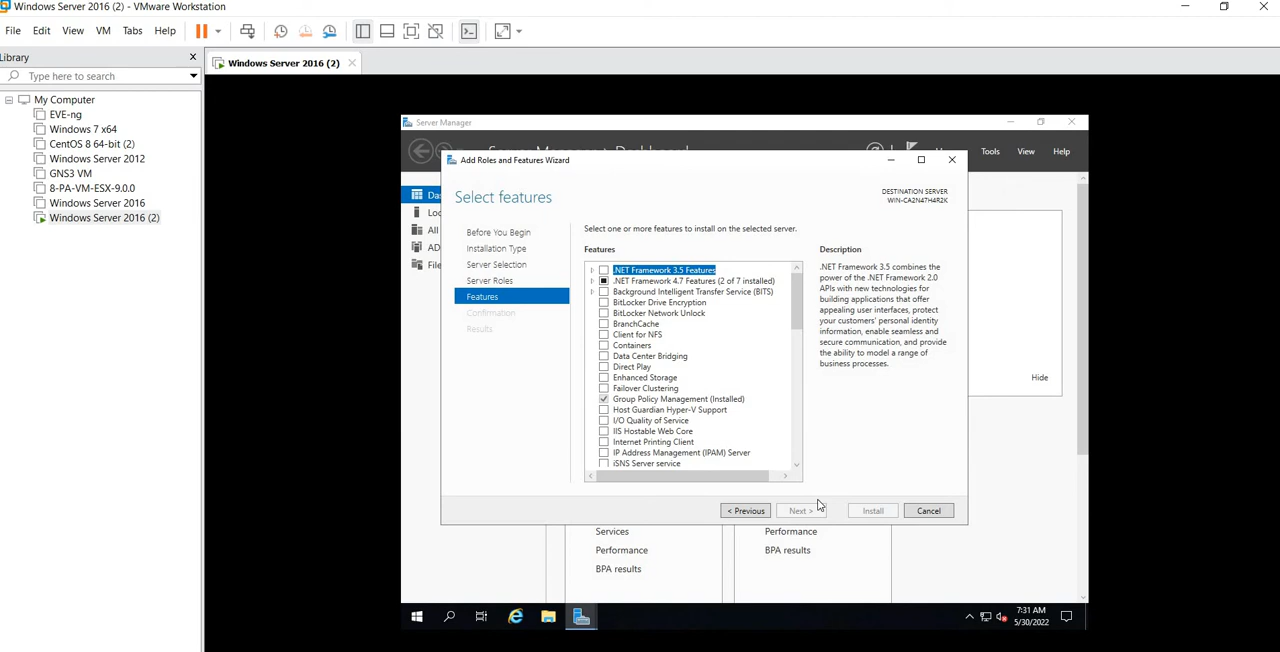 Windows Server 2016 (2) - VMware Workstation
File Edit View VM Tabs Help
Library
Type here to search
My Computer
EVE-ng
Windows 7 x64
CentOS 8 64-bit (2)
Windows Server 2012
GNS3 VM
8-PA-VM-ESX-9.0.0
Windows Server 2016
Windows Server 2016 (2)
Windows Server 2016 (2)
Server Manager
Tools View Help
Add Roles and Features Wizard
Select features
DESTINATION SERVER
WIN-CA2N47H4R2K
Before You Begin
Installation Type
Server Selection
Server Roles
Features
Confirmation
Results
Select one or more features to install on the selected server.
Features
.NET Framework 3.5 Features
.NET Framework 4.7 Features (2 of 7 installed)
Background Intelligent Transfer Service (BITS)
BitLocker Drive Encryption
BitLocker Network Unlock
BranchCache
Client for NFS
Containers
Data Center Bridging
Direct Play
Enhanced Storage
Failover Clustering
Group Policy Management (Installed)
Host Guardian Hyper-V Support
I/O Quality of Service
IIS Hostable Web Core
Internet Printing Client
IP Address Management (IPAM) Server
iSNS Server service
Description
.NET Framework 3.5 combines the
power of the .NET Framework 2.0
APIs with new technologies for
building applications that offer
appealing user interfaces, protect
your customers' personal identity
information, enable seamless and
secure communication, and provide
the ability to model a range of
business processes.
Hide
< Previous Next > Install Cancel
Services
Performance
BPA results
Performance
BPA results
7:31 AM
5/30/2022